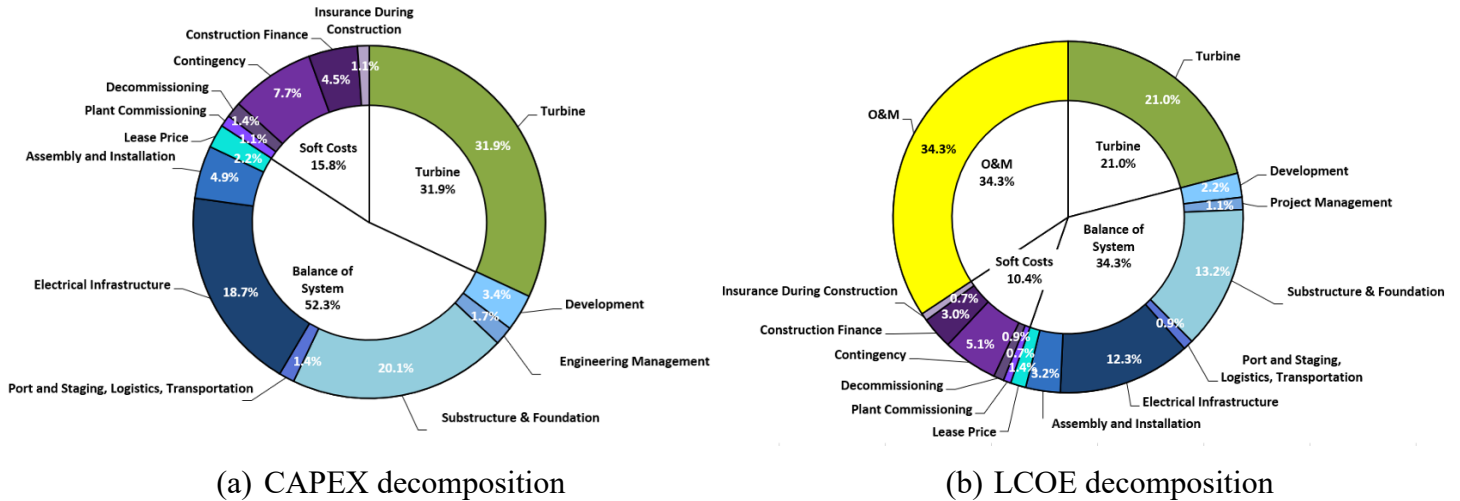 Insurance During
Construction
Construction Finance
Contingency
Decommissioning
Plant Commissioning
Lease Price
Assembly and Installation
Electrical Infrastructure
Port and Staging, Logistics, Transportation
Substructure & Foundation
Engineering Management
Development
Turbine
1.1%
4.5%
7.7%
1.4%
1.1%
2.2%
4.9%
18.7%
1.4%
20.1%
1.7%
3.4%
31.9%
Soft Costs
15.8%
Turbine
31.9%
Balance of
System
52.3%
(a) CAPEX decomposition
Turbine
Development
Project Management
Substructure & Foundation
Port and Staging,
Logistics, Transportation
Electrical Infrastructure
Assembly and Installation
Lease Price
Plant Commissioning
Decommissioning
Contingency
Construction Finance
Insurance During Construction
O&M
21.0%
2.2%
1.1%
13.2%
0.9%
12.3%
3.2%
1.4%
0.7%
0.9%
5.1%
3.0%
0.7%
34.3%
O&M
34.3%
Turbine
21.0%
Balance of
System
34.3%
Soft Costs
10.4%
(b) LCOE decomposition